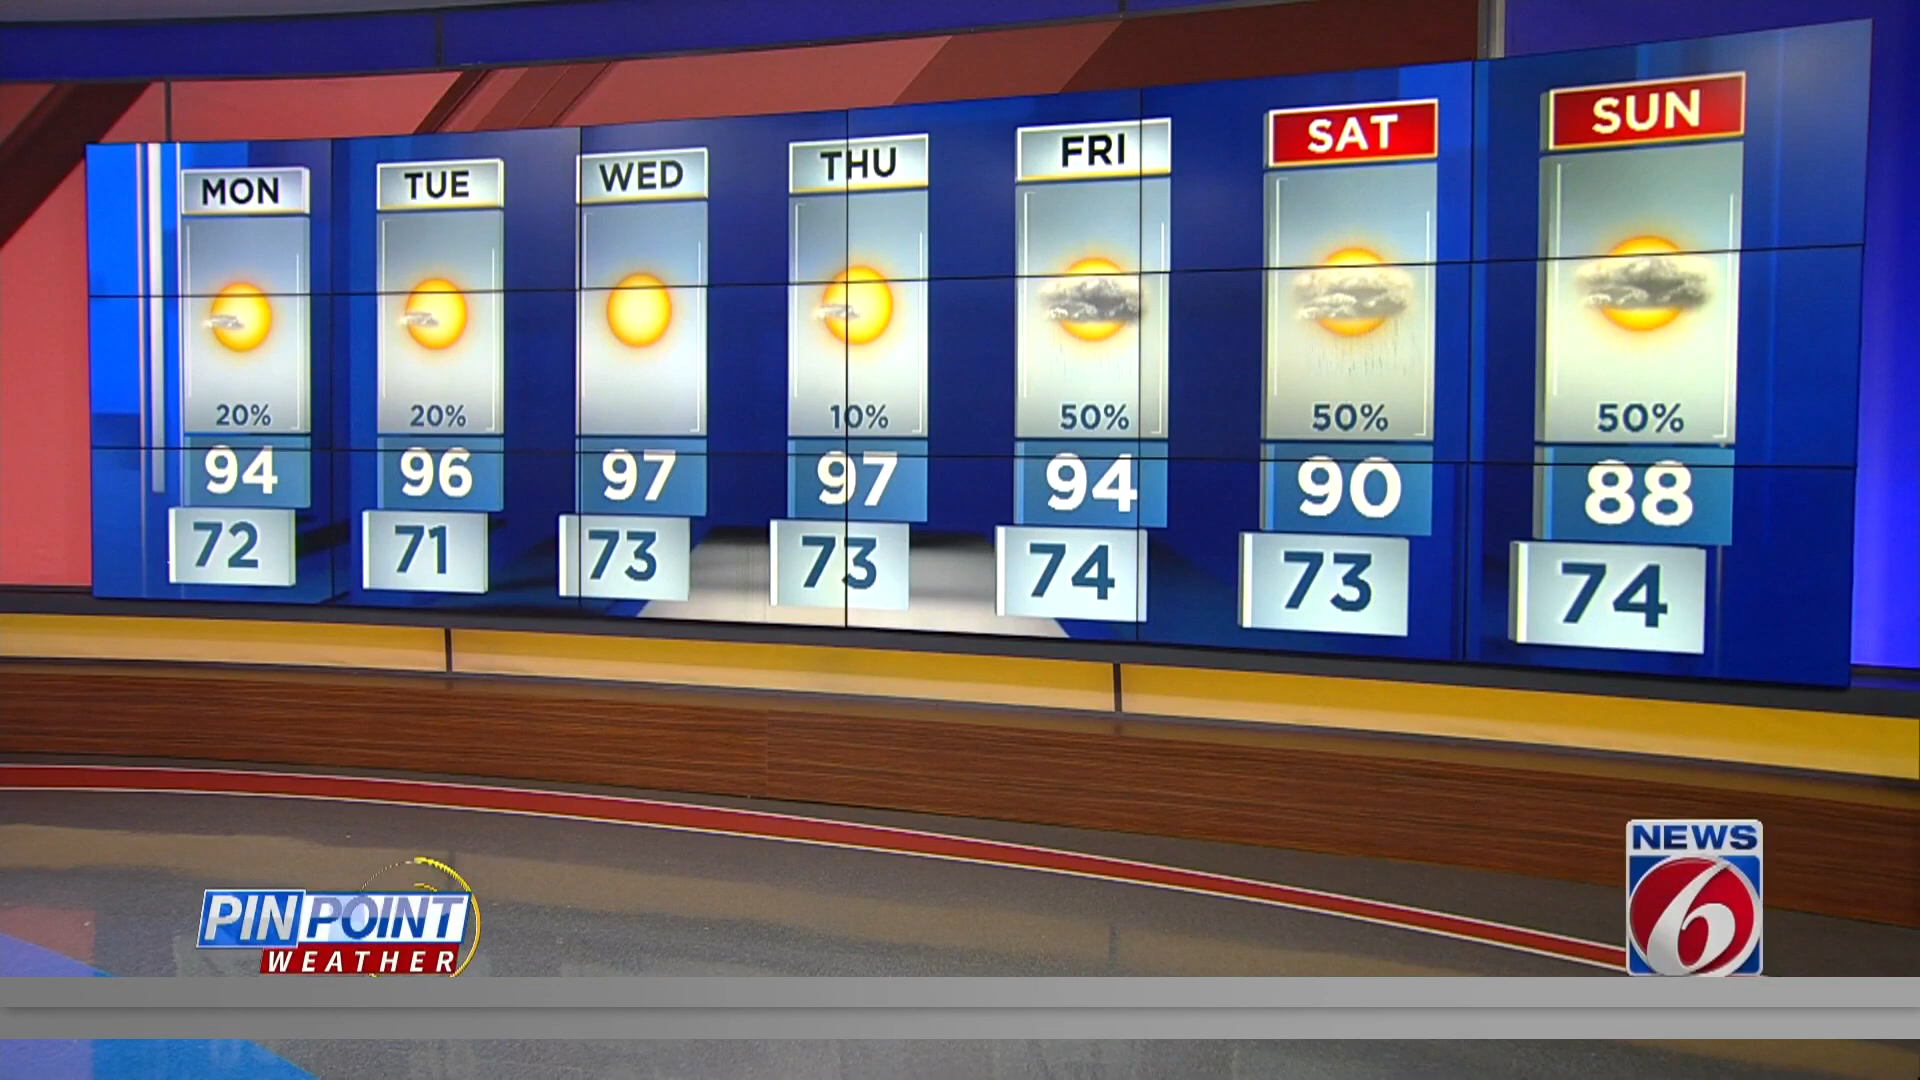 MON TUE WED THU FRI SAT SUN
20% 20% 10% 50% 50% 50%
94 96 97 97 94 90 88
72 71 73 73 74 73 74
PINPOINT
WEATHER
NEWS
6